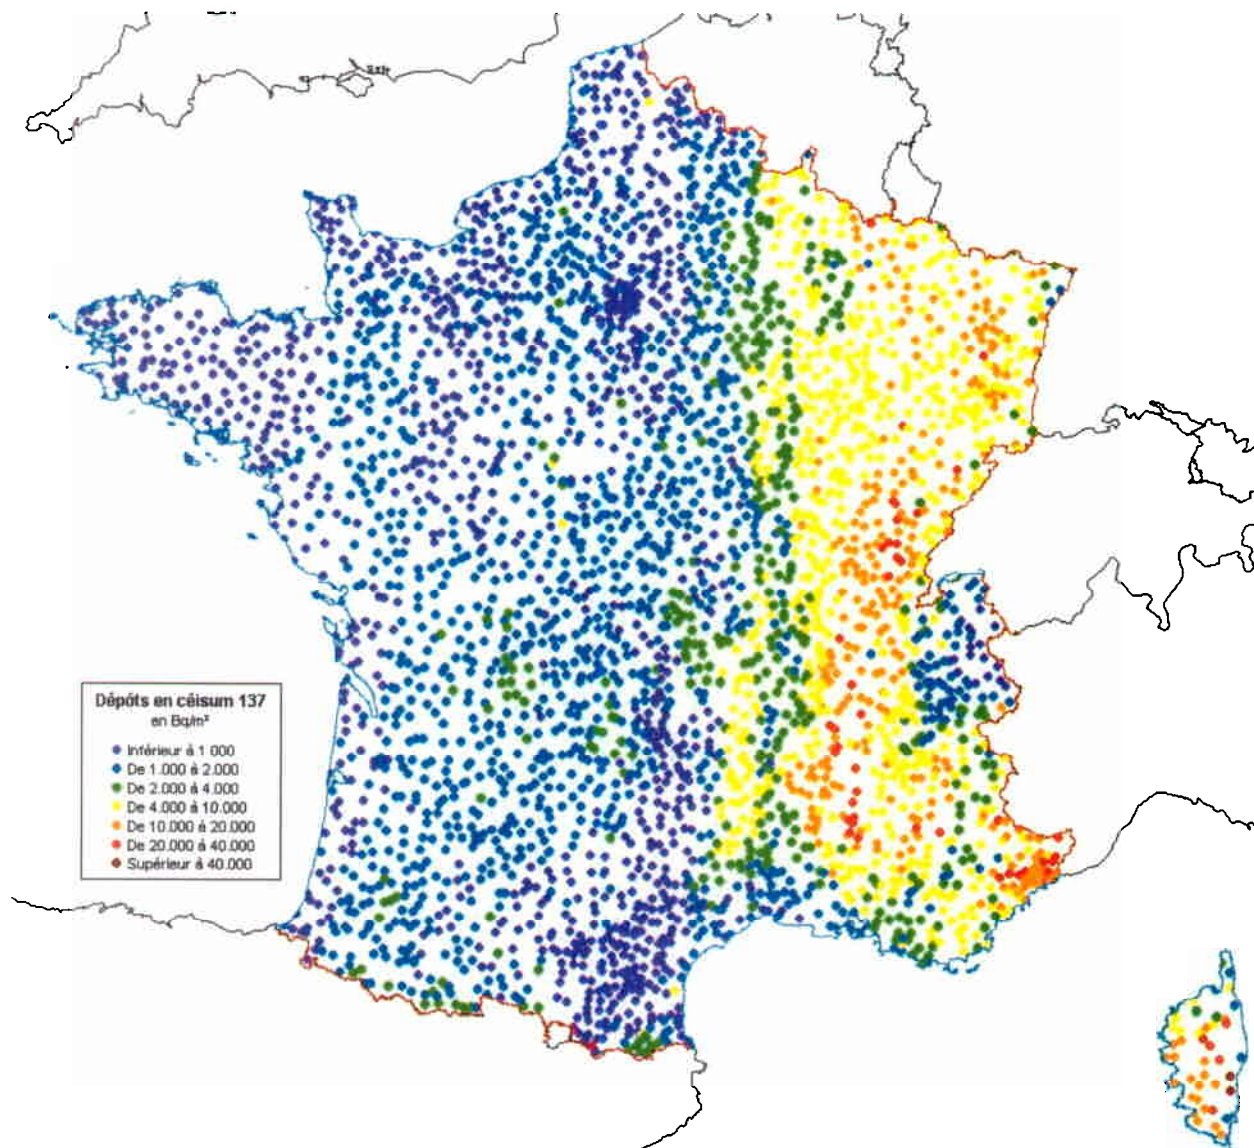 Dépôts en céisum 137
en Bq/m²
Inférieur à 1 000
De 1.000 à 2.000
De 2.000 à 4.000
De 4.000 à 10.000
De 10.000 à 20.000
De 20.000 à 40.000
Supérieur à 40.000